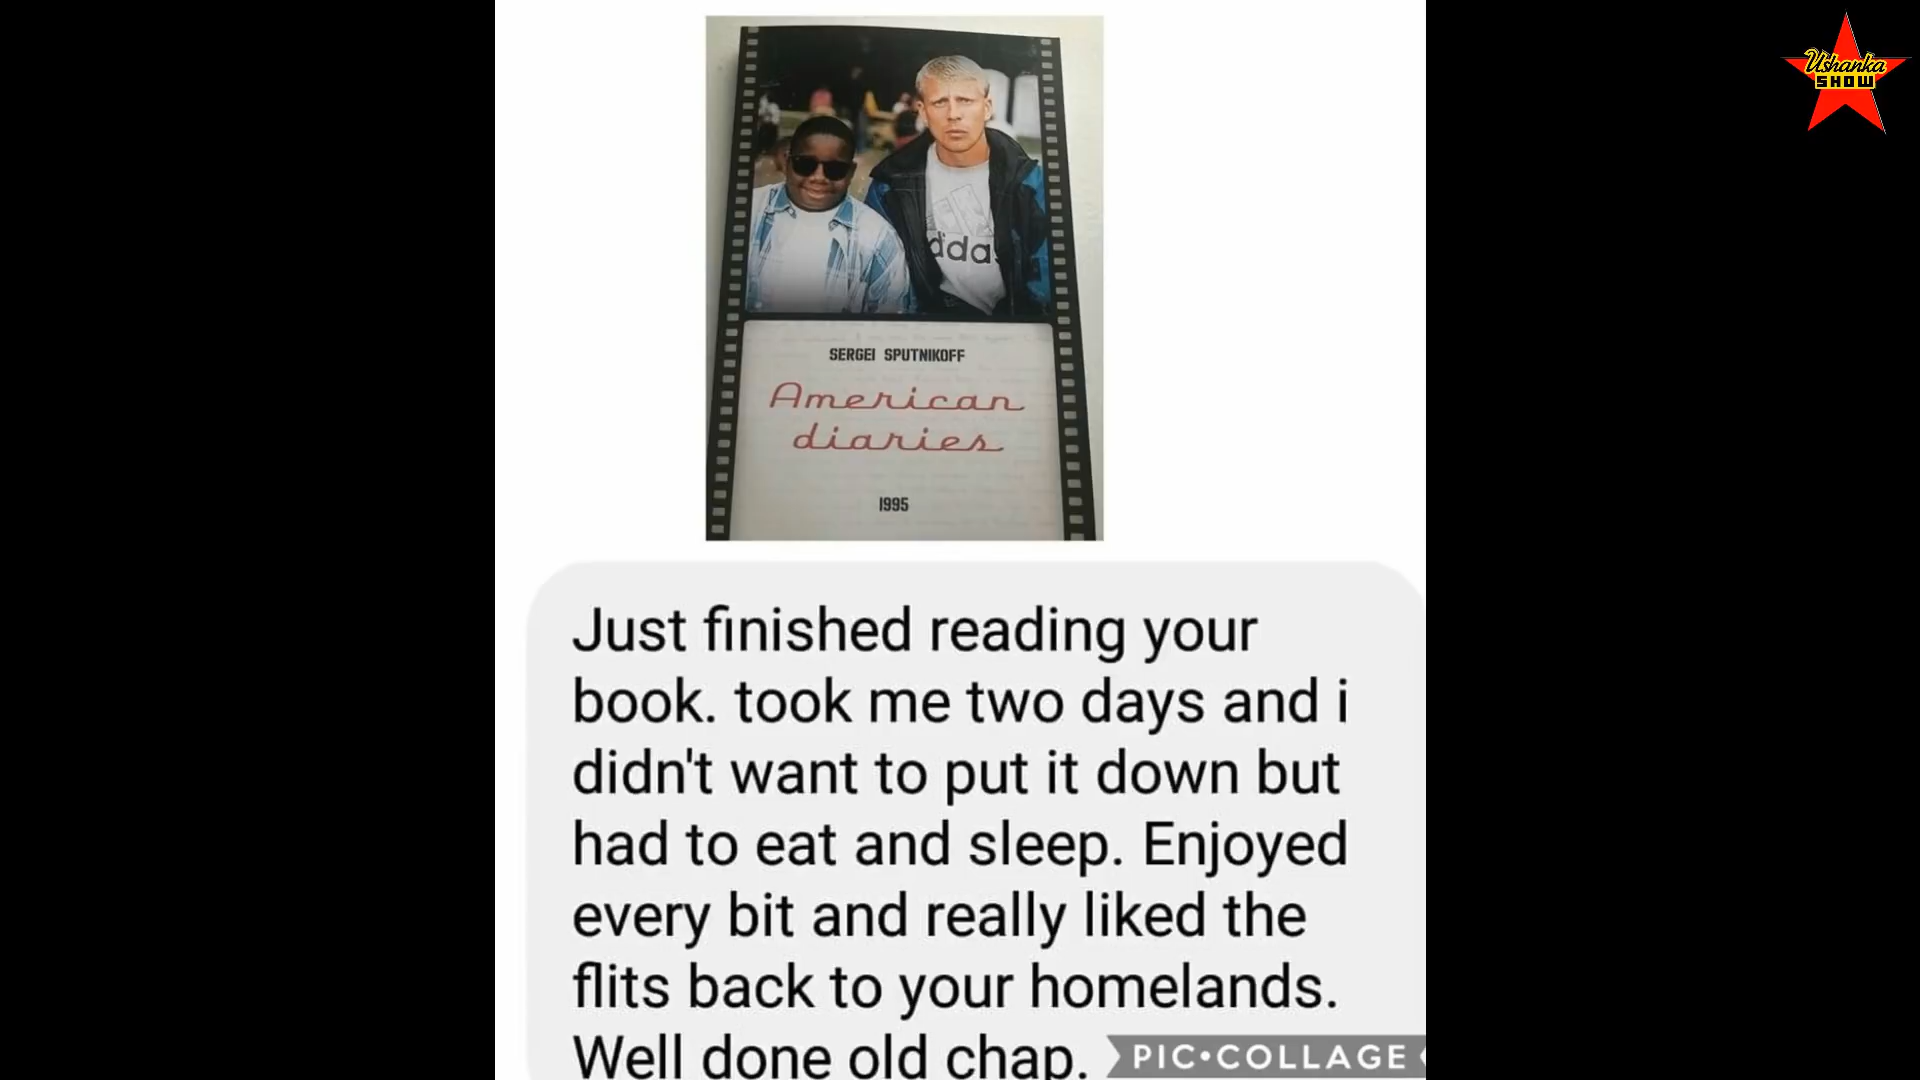 Ushanka
SHOW
adidas
SERGEI SPUTNIKOFF
American
diaries
1995
Just finished reading your
book. took me two days and i
didn't want to put it down but
had to eat and sleep. Enjoyed
every bit and really liked the
flits back to your homelands.
Well done old chap.
PIC•COLLAGE